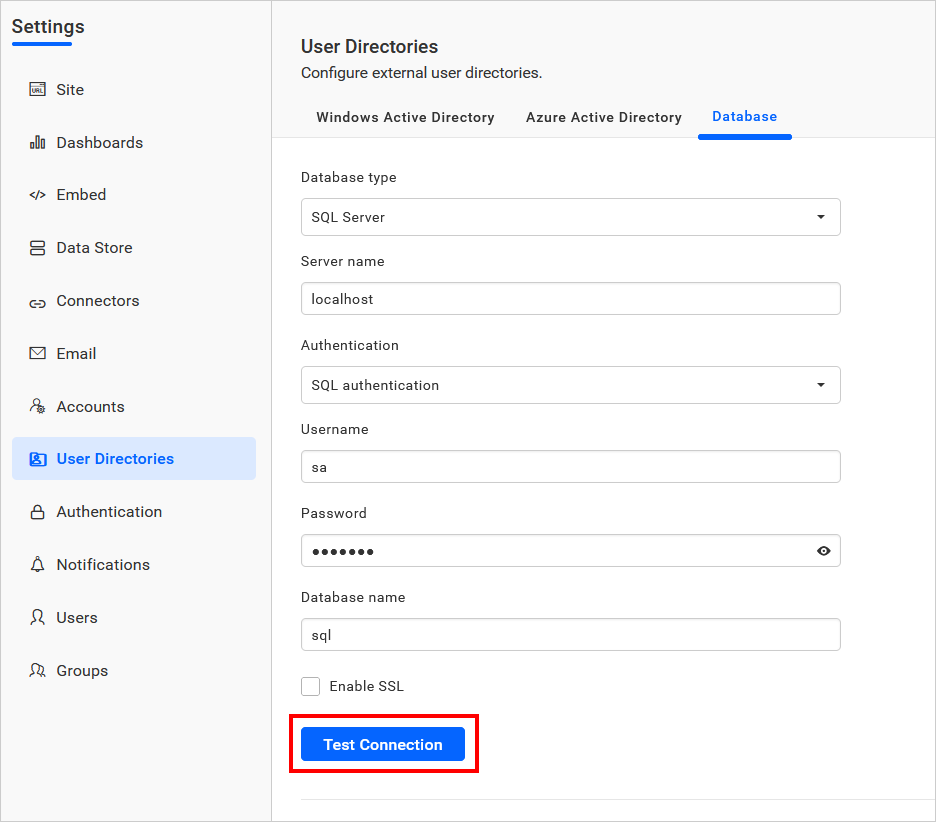 Settings
Site
Dashboards
Embed
Data Store
Connectors
Email
Accounts
User Directories
Authentication
Notifications
Users
Groups
User Directories
Configure external user directories.
Windows Active Directory Azure Active Directory Database
Database type
SQL Server
Server name
localhost
Authentication
SQL authentication
Username
sa
Password
•••••••
Database name
sql
Enable SSL
Test Connection